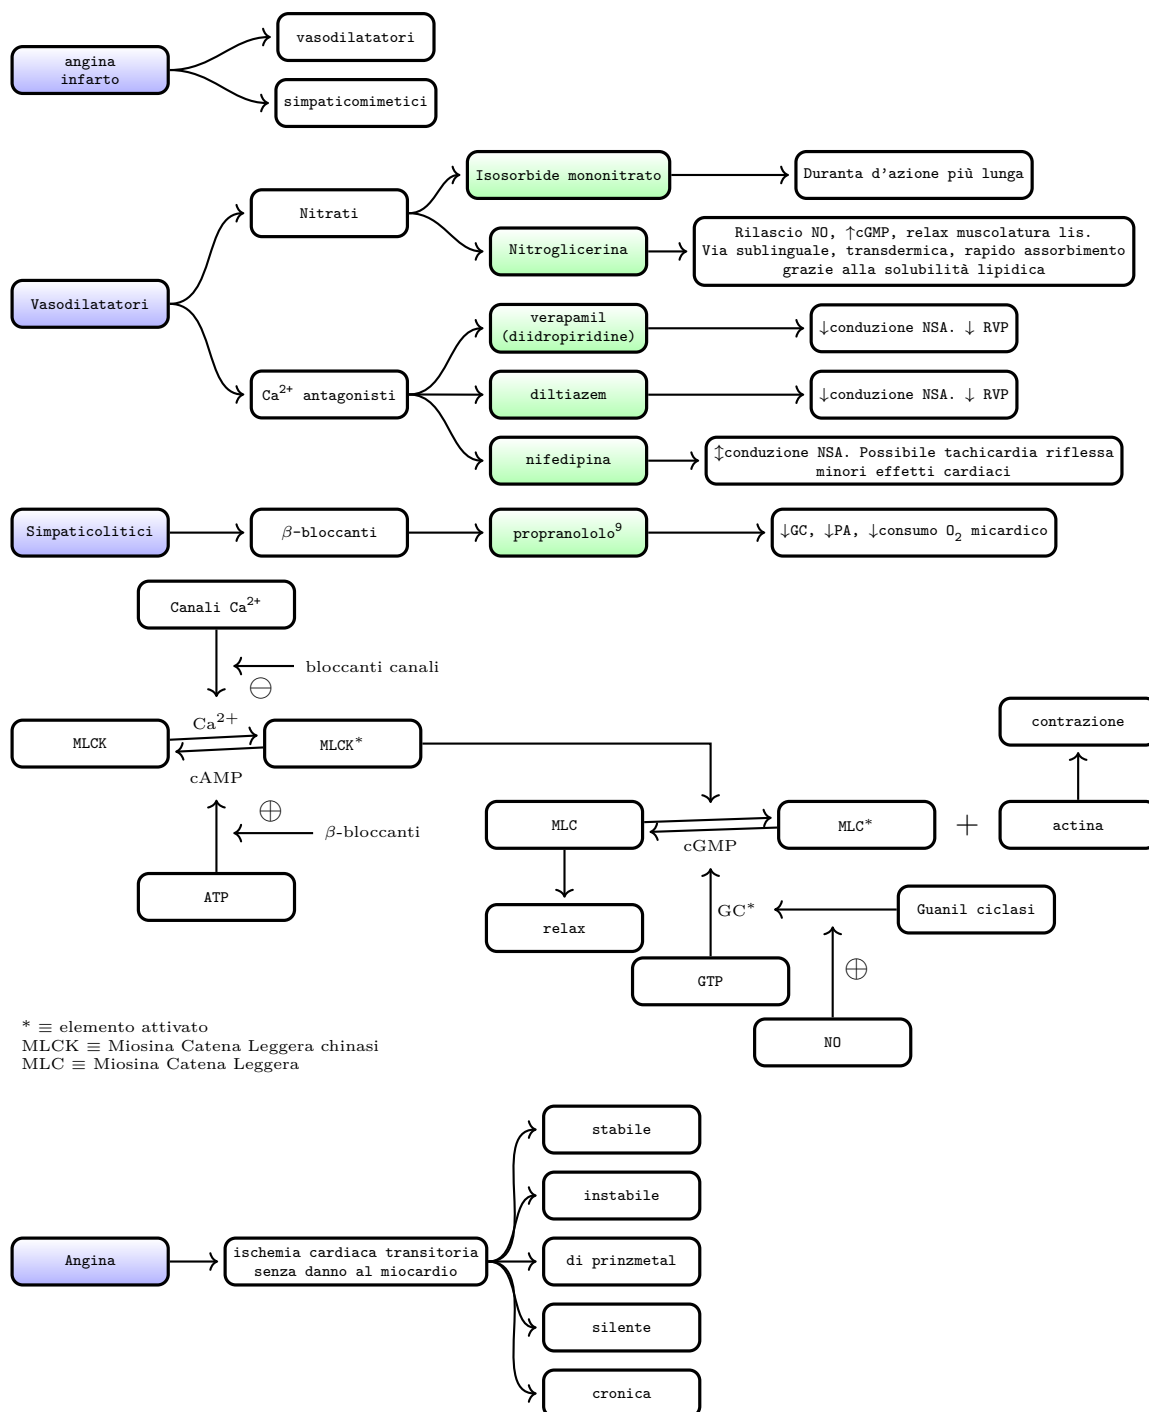 angina
infarto
vasodilatatori
simpaticomimetici
Vasodilatatori
Nitrati
Isosorbide mononitrato
Duranta d'azione più lunga
Nitroglicerina
Rilascio NO, ↑cGMP, relax muscolatura lis.
Via sublinguale, transdermica, rapido assorbimento
grazie alla solubilità lipidica
Ca²⁺ antagonisti
verapamil
(diidropiridine)
↓conduzione NSA. ↓ RVP
diltiazem
↓conduzione NSA. ↓ RVP
nifedipina
↕conduzione NSA. Possibile tachicardia riflessa
minori effetti cardiaci
Simpaticolitici
β-bloccanti
propranololo⁹
↓GC, ↓PA, ↓consumo O₂ micardico
Canali Ca²⁺
bloccanti canali
⊖
MLCK
Ca²⁺
MLCK*
cAMP
⊕
β-bloccanti
ATP
contrazione
MLC
MLC*
+
actina
cGMP
relax
GC*
Guanil ciclasi
GTP
⊕
NO
* ≡ elemento attivato
MLCK ≡ Miosina Catena Leggera chinasi
MLC ≡ Miosina Catena Leggera
Angina
ischemia cardiaca transitoria
senza danno al miocardio
stabile
instabile
di prinzmetal
silente
cronica